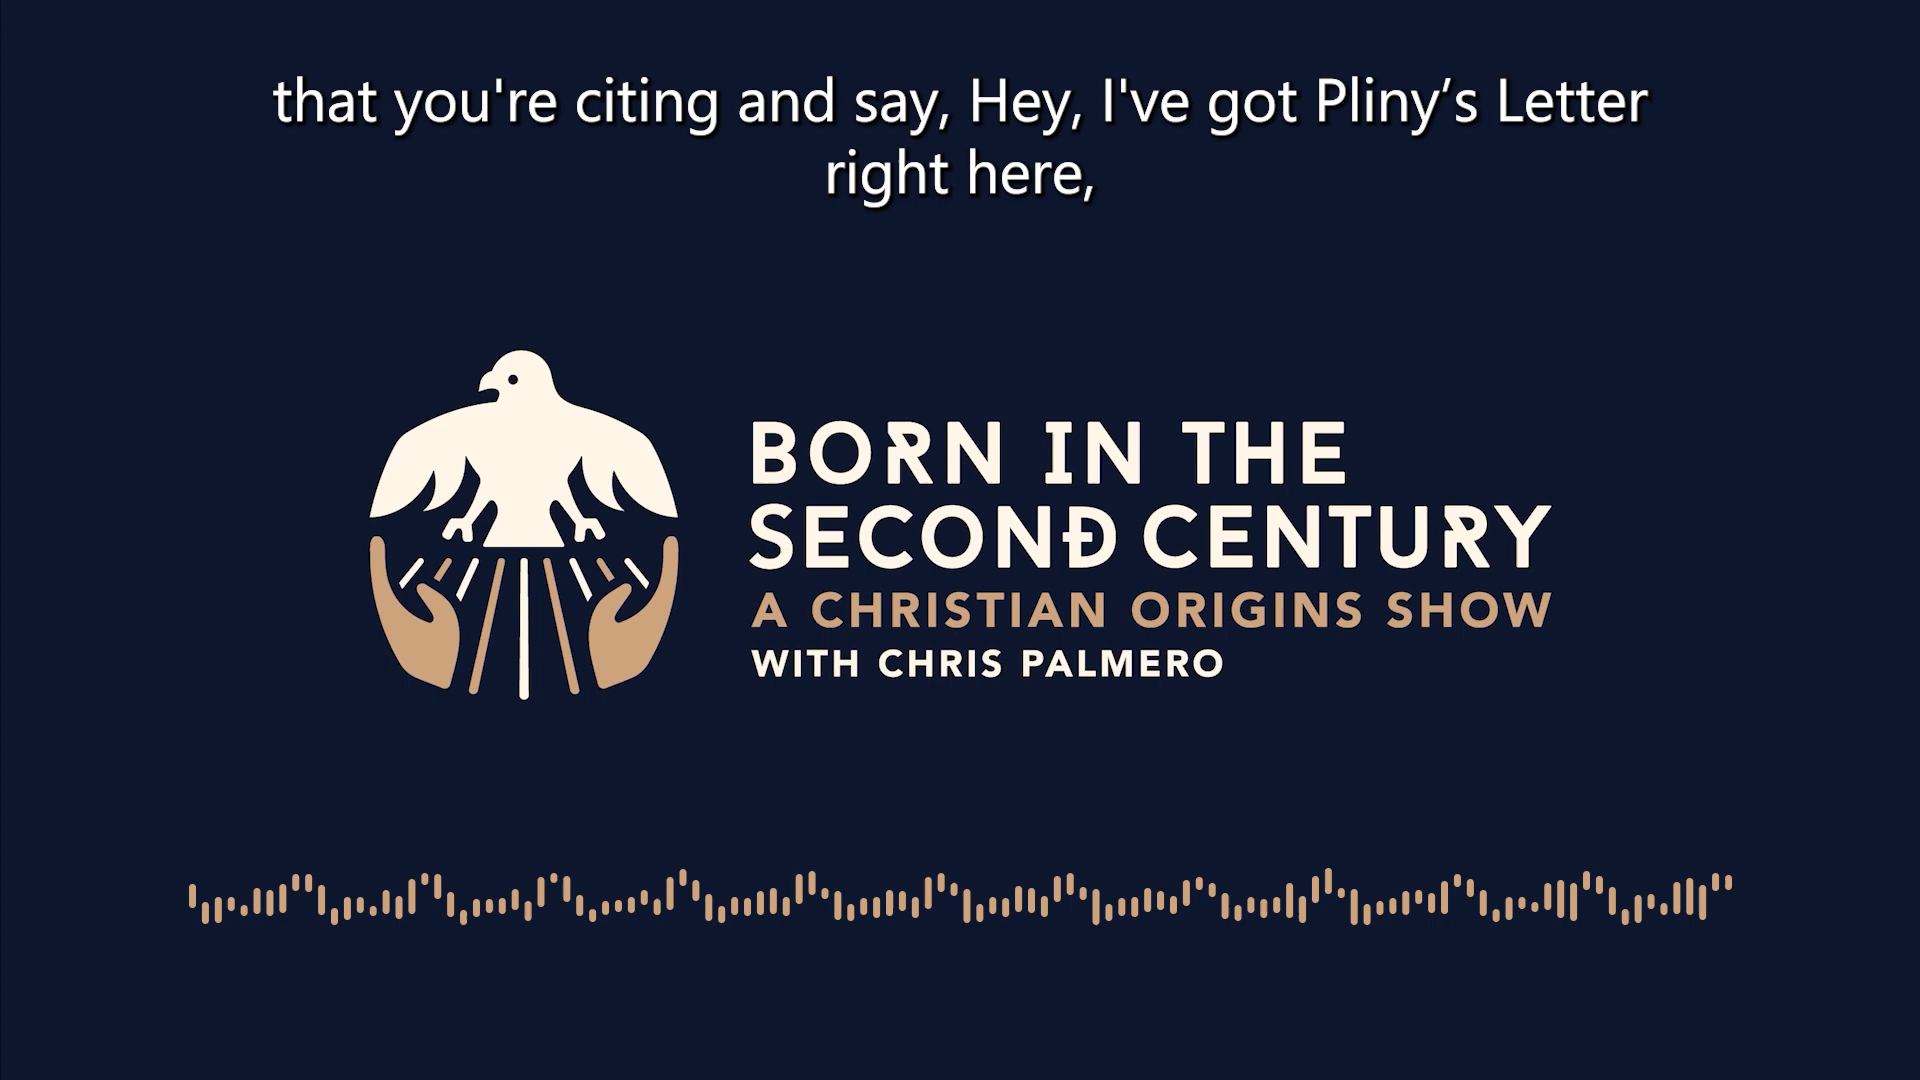 that you're citing and say, Hey, I've got Pliny’s Letter
right here,
BORN IN THE
SECOND CENTURY
A CHRISTIAN ORIGINS SHOW
WITH CHRIS PALMERO